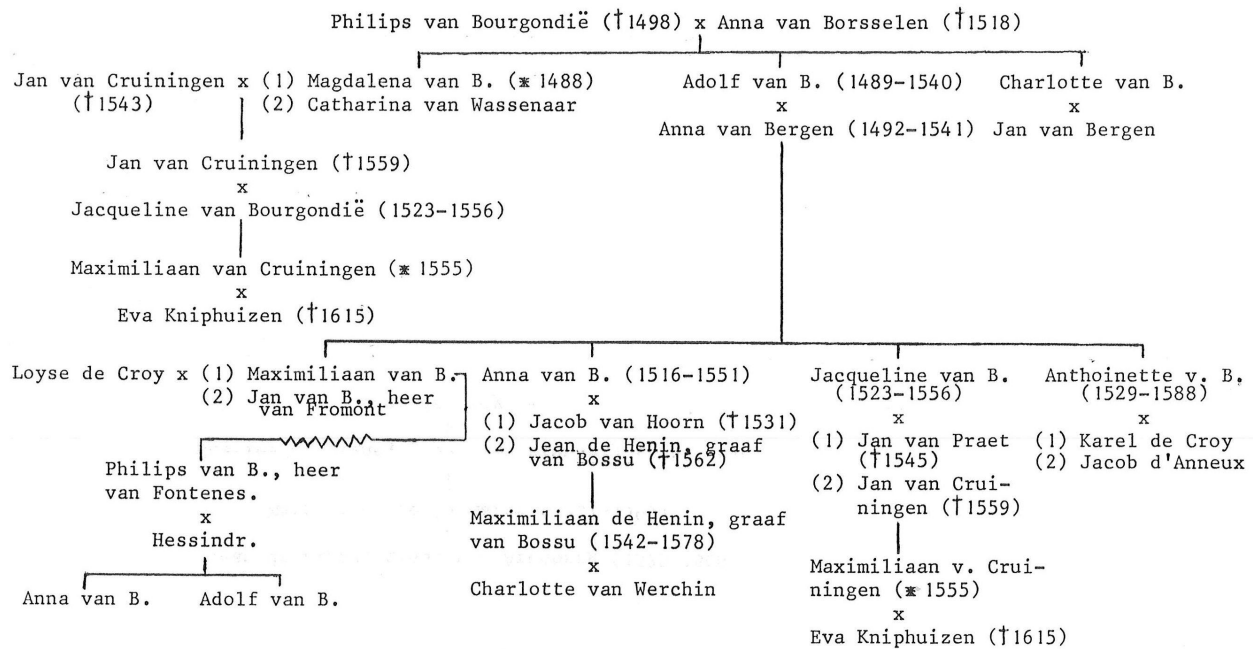 Philips van Bourgondië (†1498) x Anna van Borsselen (†1518)
Jan van Cruiningen x (1) Magdalena van B. (* 1488)
(†1543) (2) Catharina van Wassenaar
Adolf van B. (1489-1540)
x
Anna van Bergen (1492-1541)
Charlotte van B.
x
Jan van Bergen
Jan van Cruiningen (†1559)
x
Jacqueline van Bourgondië (1523-1556)
Maximiliaan van Cruiningen (* 1555)
x
Eva Kniphuizen (†1615)
Loyse de Croy x (1) Maximiliaan van B.
(2) Jan van B., heer
van Fromont
Philips van B., heer
van Fontenes.
x
Hessindr.
Anna van B. Adolf van B.
Anna van B. (1516-1551)
x
(1) Jacob van Hoorn (†1531)
(2) Jean de Henin, graaf
van Bossu (†1562)
Maximiliaan de Henin, graaf
van Bossu (1542-1578)
x
Charlotte van Werchin
Jacqueline van B.
(1523-1556)
x
(1) Jan van Praet
(†1545)
(2) Jan van Crui-
ningen (†1559)
Maximiliaan v. Crui-
ningen (* 1555)
x
Eva Kniphuizen (†1615)
Anthoinette v. B.
(1529-1588)
x
(1) Karel de Croy
(2) Jacob d'Anneux